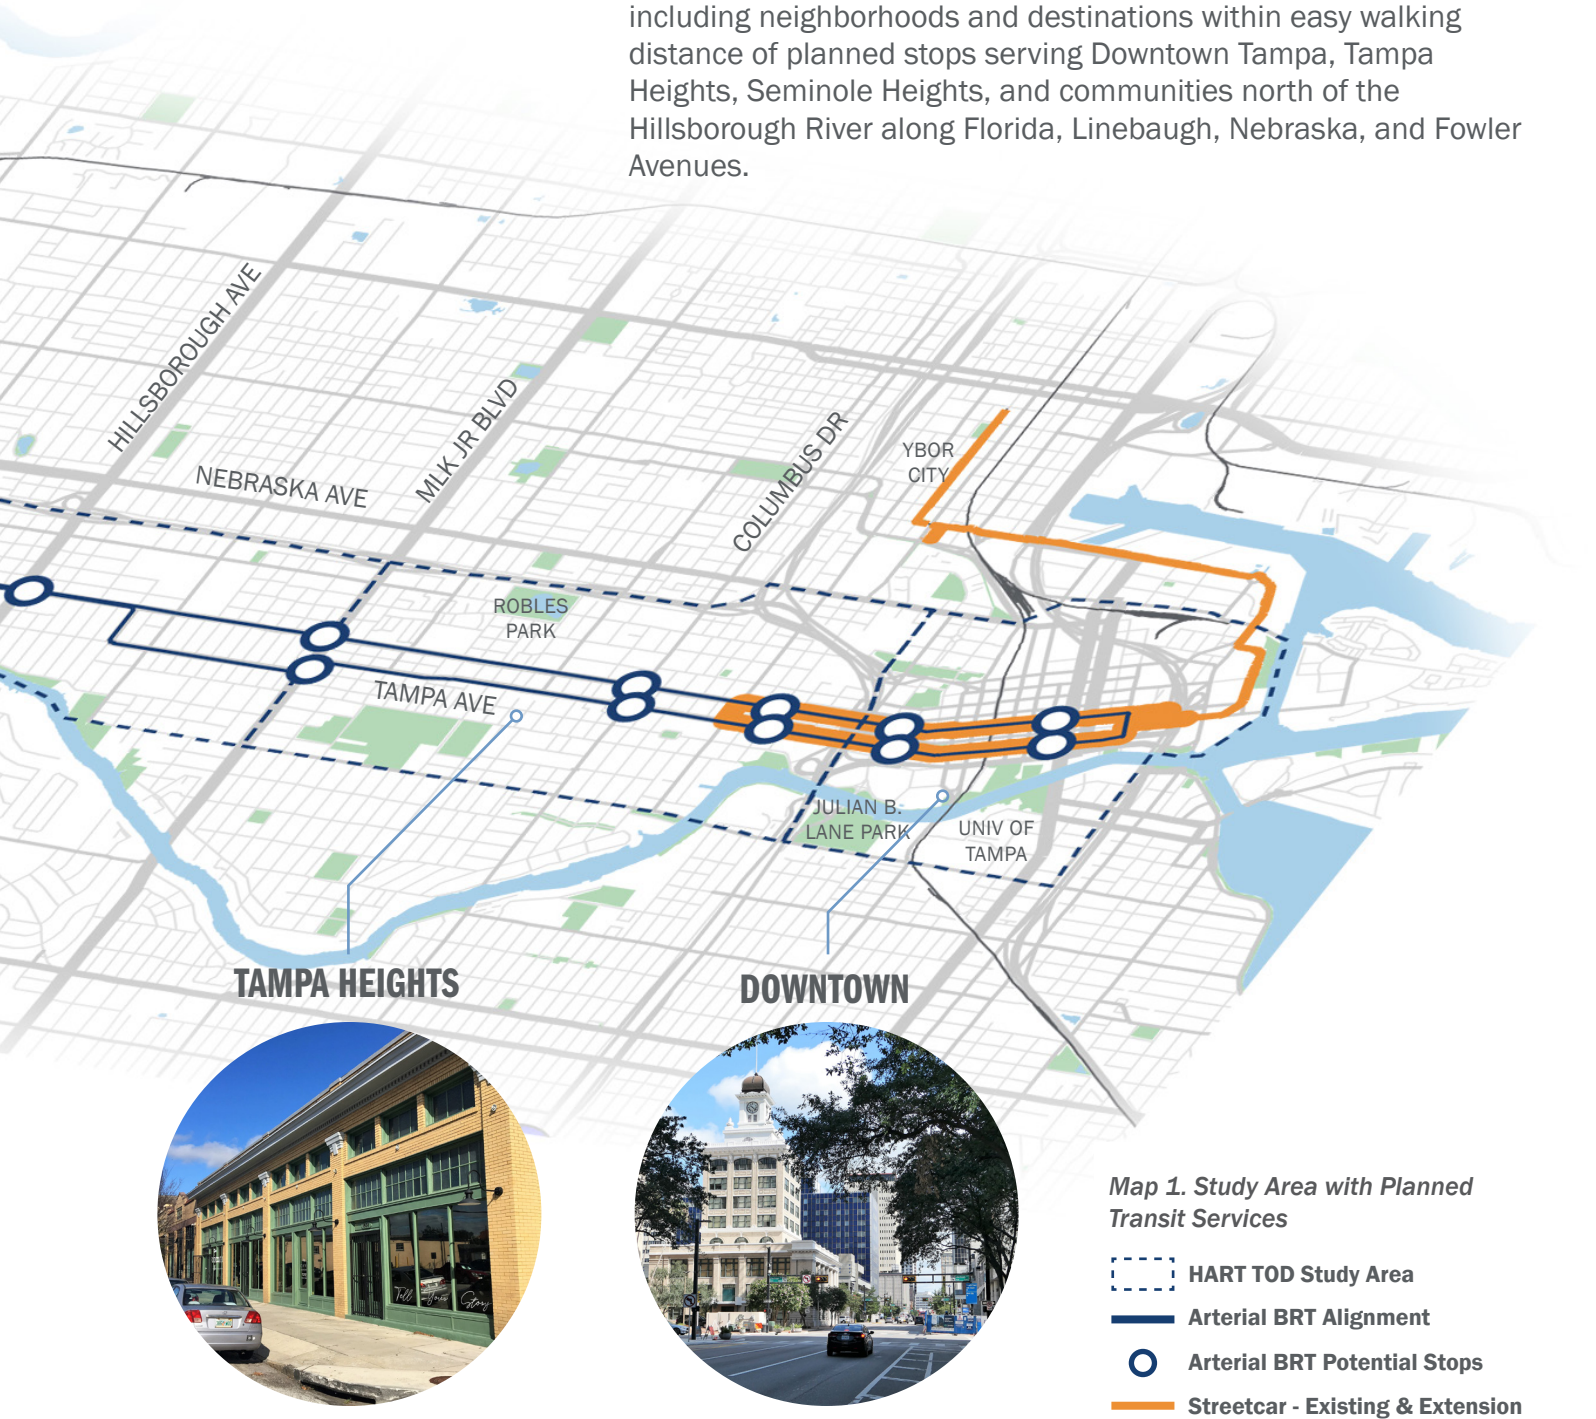 including neighborhoods and destinations within easy walking
distance of planned stops serving Downtown Tampa, Tampa
Heights, Seminole Heights, and communities north of the
Hillsborough River along Florida, Linebaugh, Nebraska, and Fowler
Avenues.
HILLSBOROUGH AVE
MLK JR BLVD
COLUMBUS DR
YBOR
CITY
NEBRASKA AVE
ROBLES
PARK
TAMPA AVE
JULIAN B.
LANE PARK
UNIV OF
TAMPA
TAMPA HEIGHTS
DOWNTOWN
Tell Your Story
Map 1. Study Area with Planned
Transit Services
HART TOD Study Area
Arterial BRT Alignment
Arterial BRT Potential Stops
Streetcar - Existing & Extension